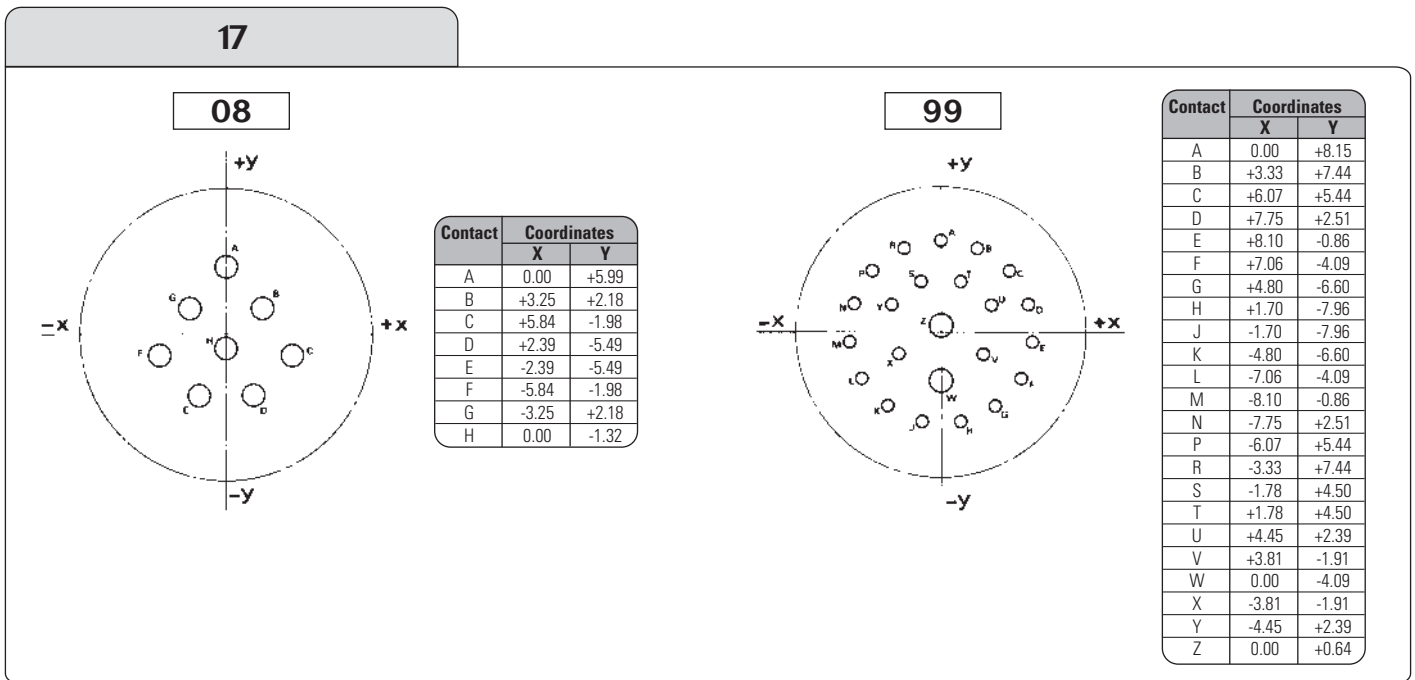 17
08
+y
A
G
B
-x
+x
H
F
C
E
D
-y
Contact Coordinates
X Y
A 0.00 +5.99
B +3.25 +2.18
C +5.84 -1.98
D +2.39 -5.49
E -2.39 -5.49
F -5.84 -1.98
G -3.25 +2.18
H 0.00 -1.32
99
+y
A
R
B
P
S
T
C
N
Y
U
D
Z
-x
+x
M
E
X
V
L
W
K
G
J
H
-y
Contact Coordinates
X Y
A 0.00 +8.15
B +3.33 +7.44
C +6.07 +5.44
D +7.75 +2.51
E +8.10 -0.86
F +7.06 -4.09
G +4.80 -6.60
H +1.70 -7.96
J -1.70 -7.96
K -4.80 -6.60
L -7.06 -4.09
M -8.10 -0.86
N -7.75 +2.51
P -6.07 +5.44
R -3.33 +7.44
S -1.78 +4.50
T +1.78 +4.50
U +4.45 +2.39
V +3.81 -1.91
W 0.00 -4.09
X -3.81 -1.91
Y -4.45 +2.39
Z 0.00 +0.64